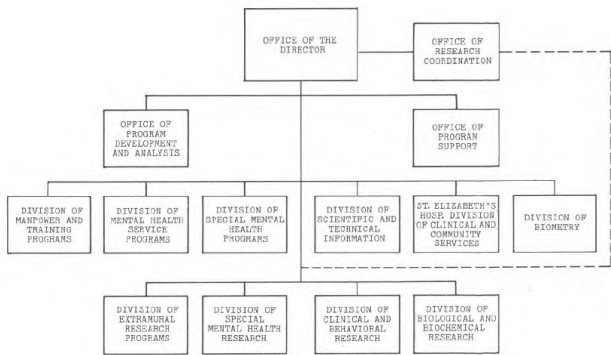 OFFICE OF THE
DIRECTOR
OFFICE OF
RESEARCH
COORDINATION
OFFICE OF
PROGRAM
DEVELOPMENT
AND ANALYSIS
OFFICE OF
PROGRAM
SUPPORT
DIVISION OF
MANPOWER AND
TRAINING PROGRAMS
DIVISION OF
MENTAL HEALTH
SERVICE PROGRAMS
DIVISION OF
SPECIAL MENTAL
HEALTH PROGRAMS
DIVISION OF
SCIENTIFIC AND
TECHNICAL
INFORMATION
ST. ELIZABETH'S
HOSP. DIVISION
OF CLINICAL AND
COMMUNITY
SERVICES
DIVISION OF
BIOMETRY
DIVISION OF
EXTRAMURAL
RESEARCH
PROGRAMS
DIVISION OF
SPECIAL
MENTAL HEALTH
RESEARCH
DIVISION OF
CLINICAL AND
BEHAVIORAL
RESEARCH
DIVISION OF
BIOLOGICAL AND
BIOCHEMICAL
RESEARCH